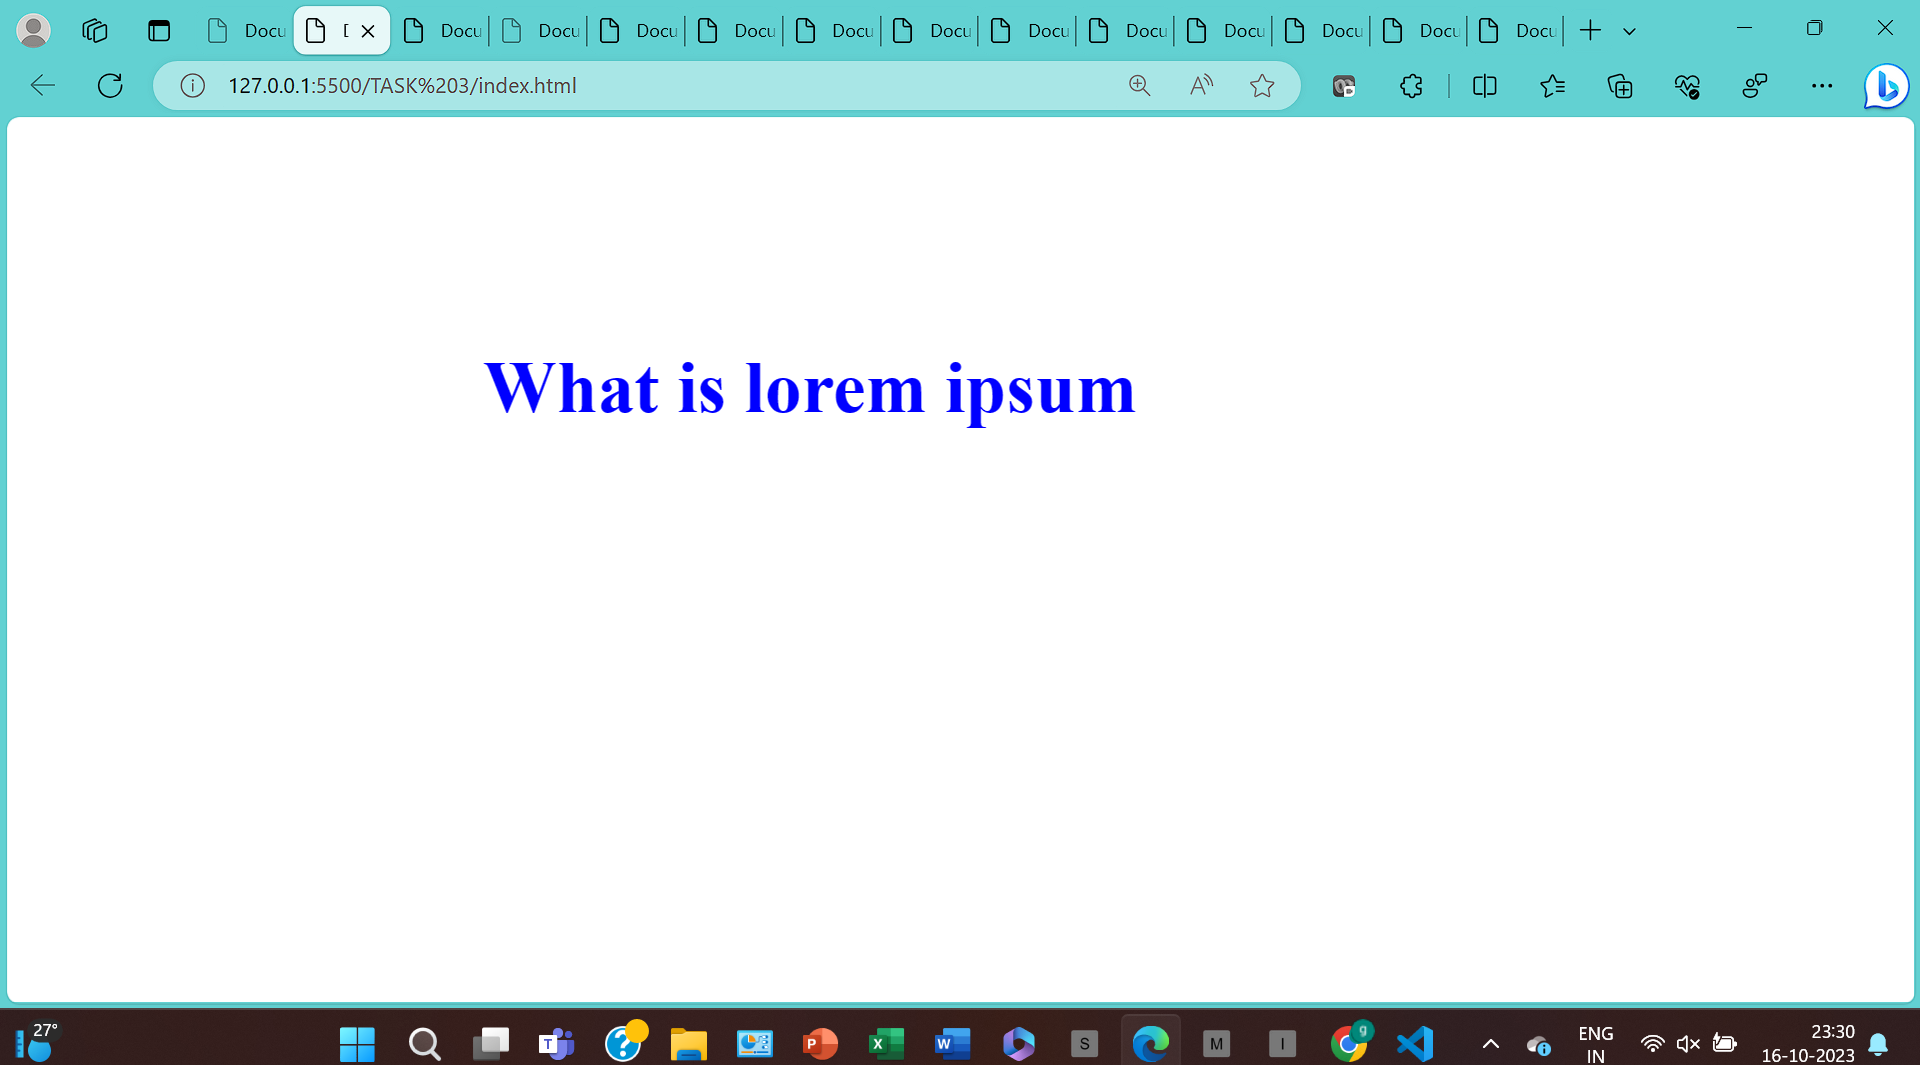 Docu D Docu Docu Docu Docu Docu Docu Docu Docu Docu Docu Docu Docu
127.0.0.1:5500/TASK%203/index.html
What is lorem ipsum
27°
T P X W S M I g
ENG
IN
23:30
16-10-2023